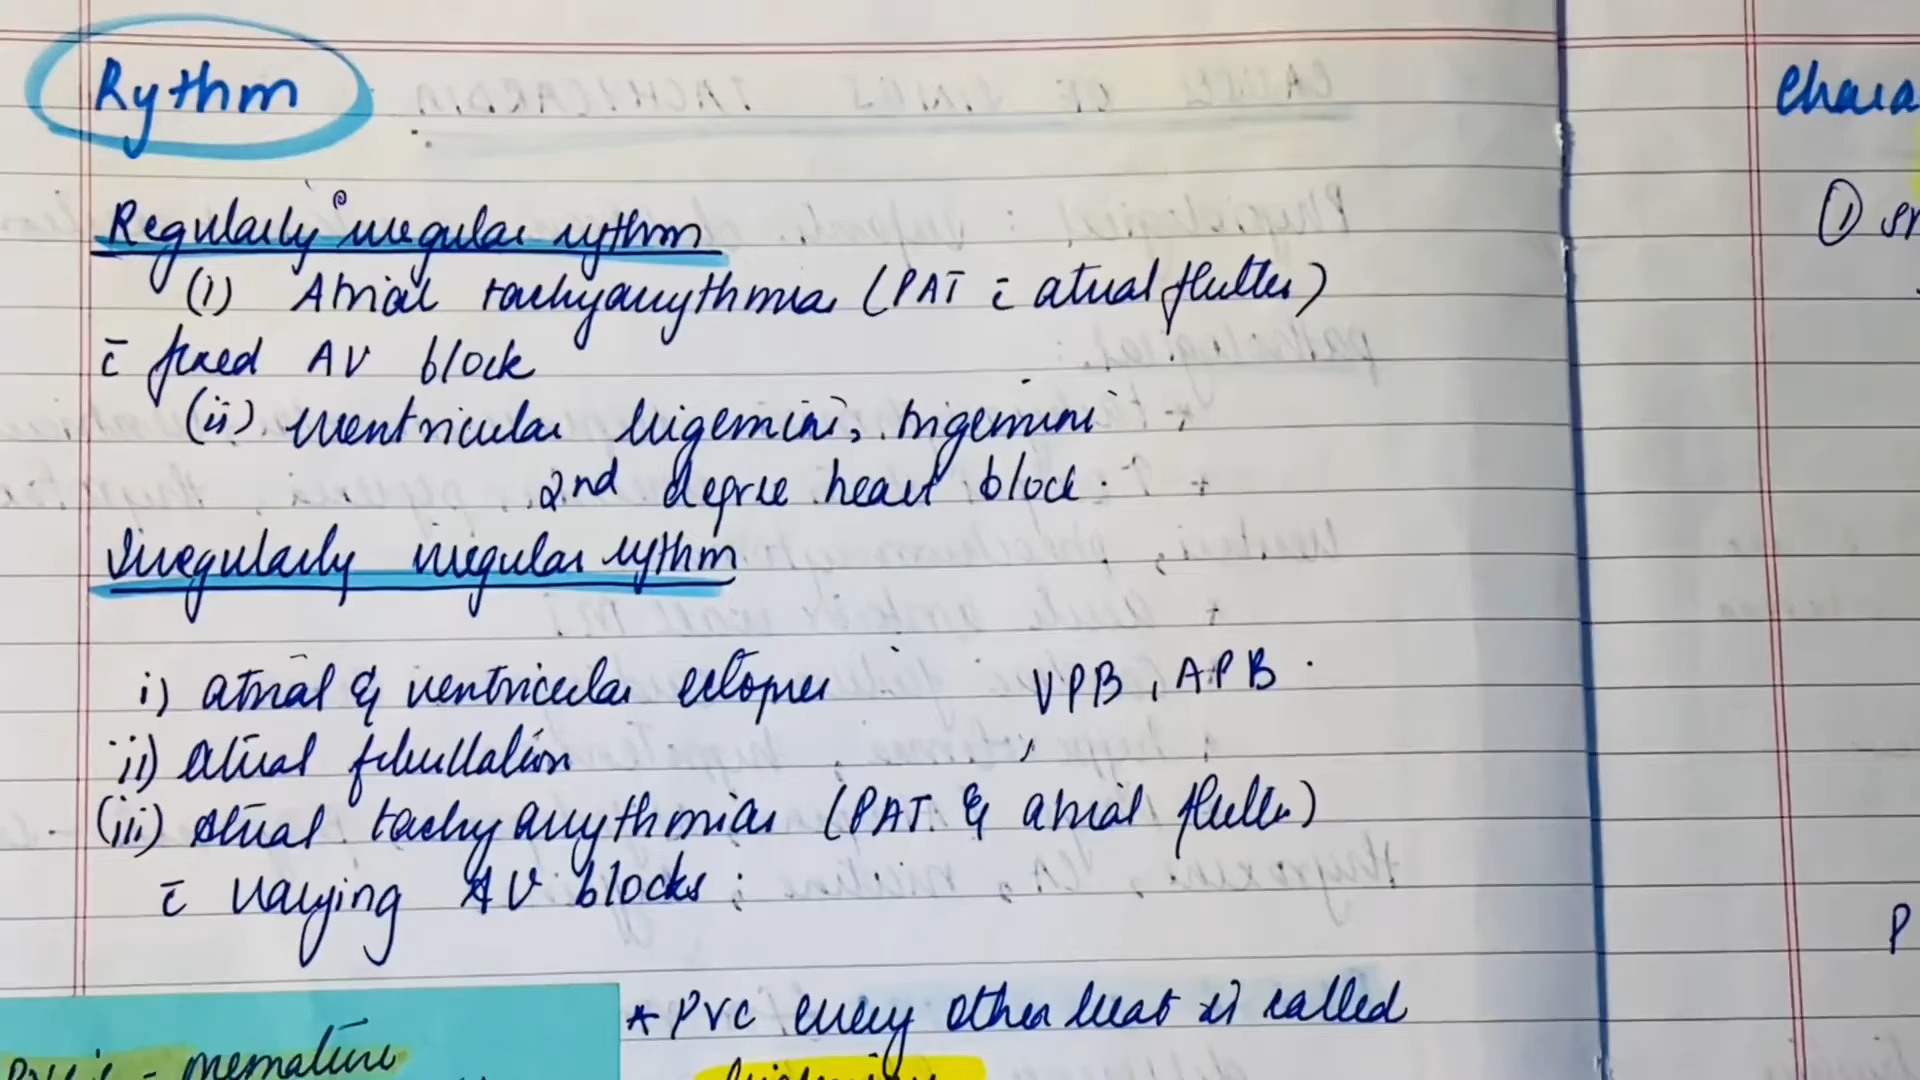 Rythm
Regularly irregular rythm
(i) Atrial tachyarrythmia (PAT c̄ atrial flutter)
c̄ fixed AV block
(ii) ventricular bigemini, trigemini
2nd degree heart block.
Irregularly irregular rythm
i) atrial & ventricular ectopics VPB, APB.
ii) atrial fibrillation
(iii) Atrial tachyarrythmias (PAT & atrial flutter)
c̄ varying AV blocks;
* PVC every other beat is called
- premature
Chara
① sr
P